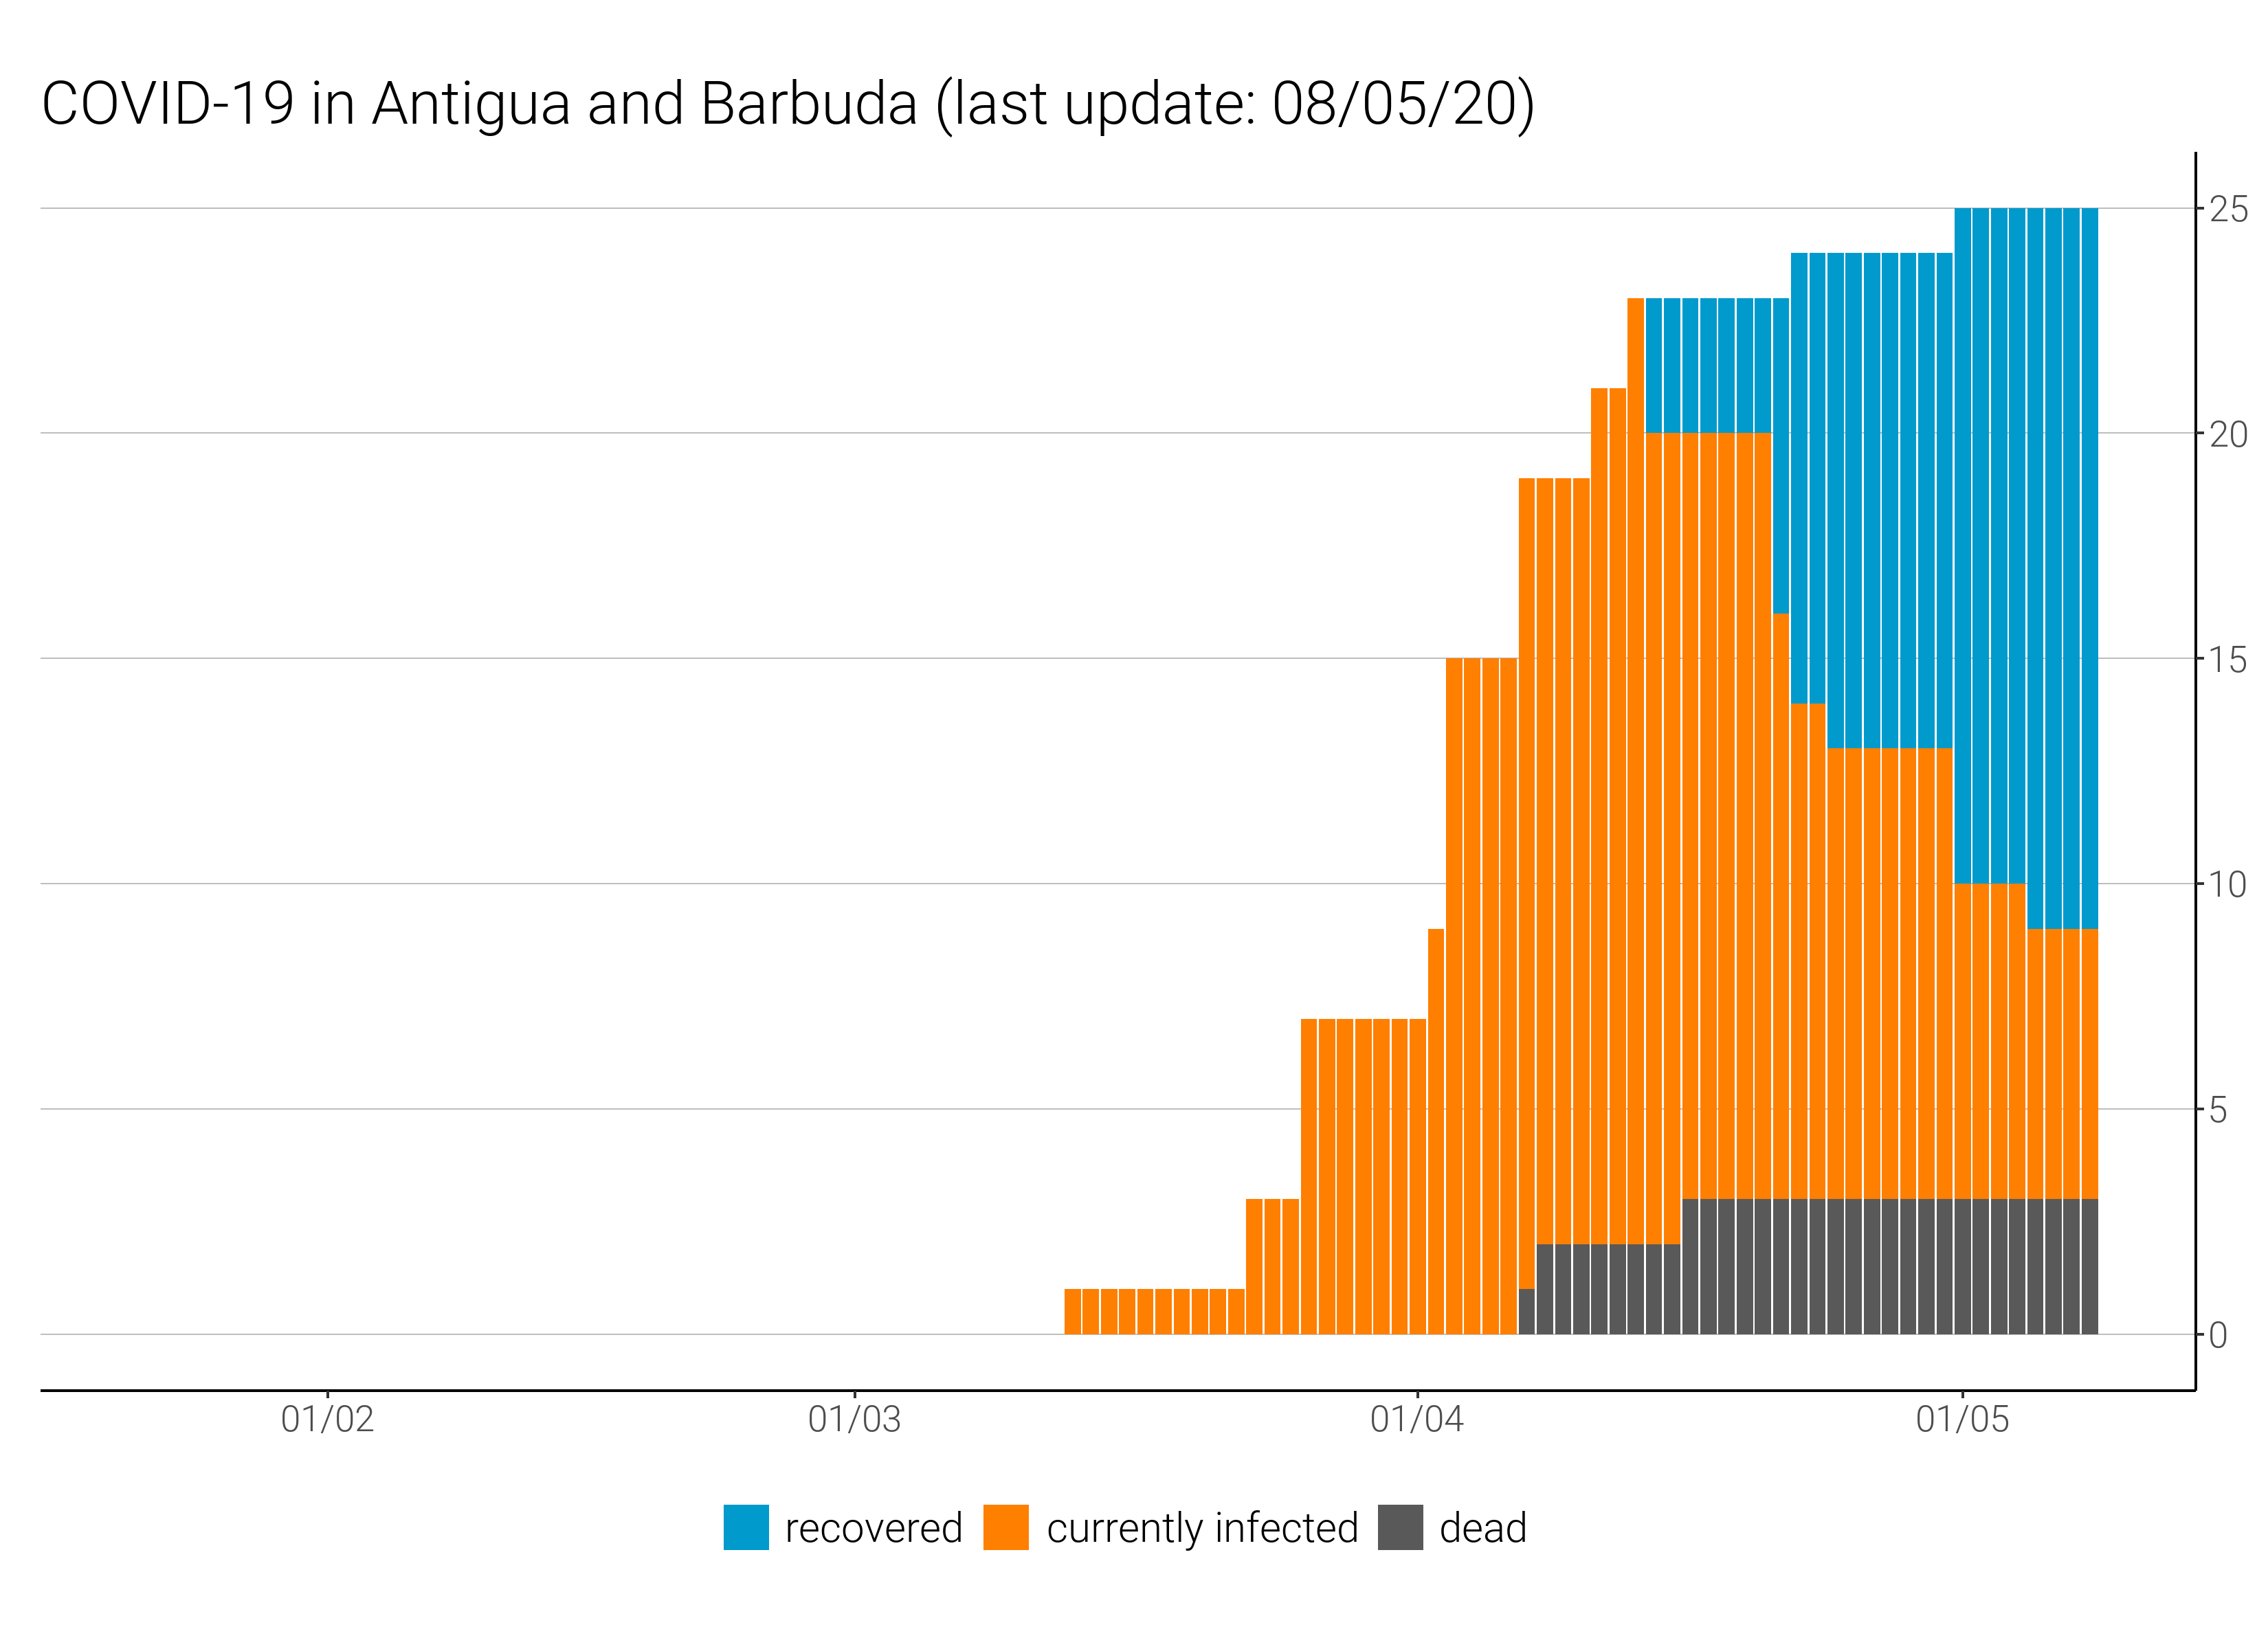 COVID-19 in Antigua and Barbuda (last update: 08/05/20)
25
20
15
10
5
0
01/02 01/03 01/04 01/05
recovered currently infected dead